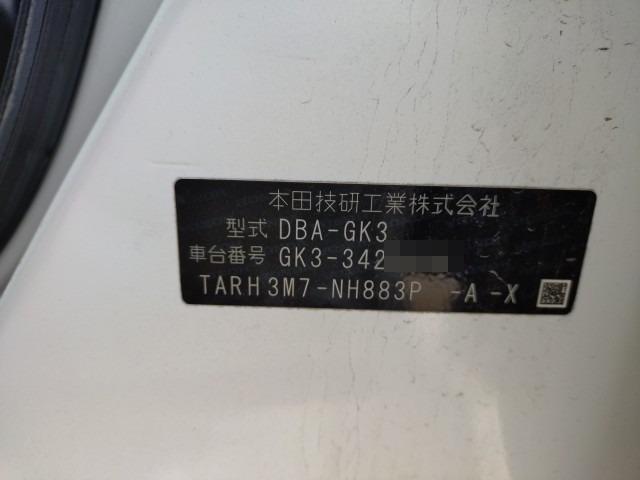 本田技研工業株式会社
型式 DBA-GK3
車台番号 GK3-342
TARH3M7-NH883P -A -X